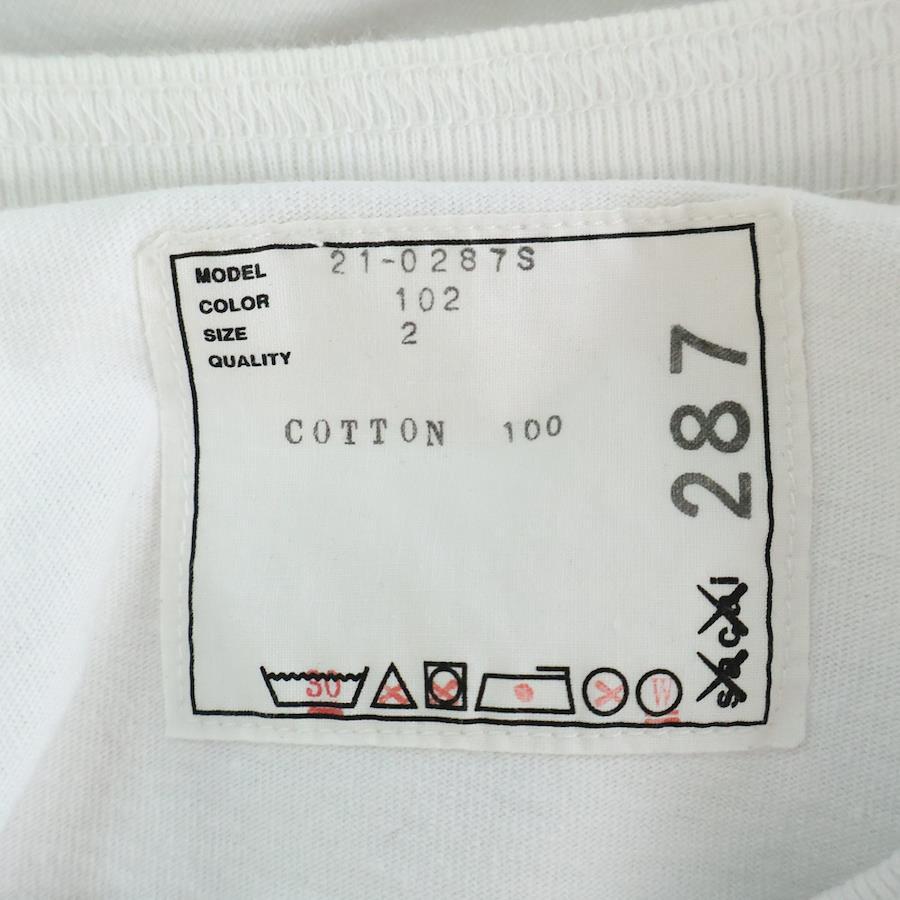 MODEL 21-0287S
COLOR 102
SIZE 2
QUALITY
COTTON 100
287
sacai
30
W